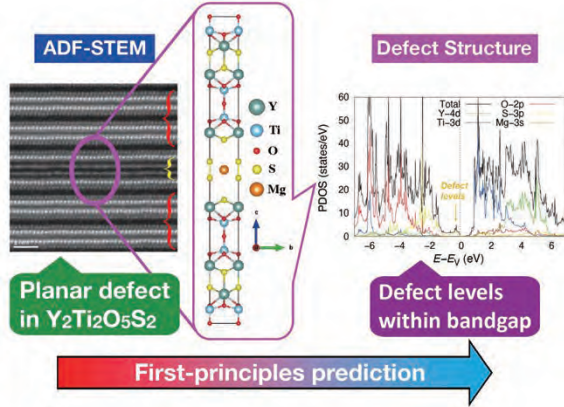 ADF-STEM
Defect Structure
Y
Ti
O
S
Mg
c
b
Planar defect
in Y₂Ti₂O₅S₂
PDOS (states/eV)
60
50
40
30
20
10
0
Total
Y-4d
Ti-3d
O-2p
S-3p
Mg-3s
Defect
levels
-6 -4 -2 0 2 4 6
E-Eᵥ (eV)
Defect levels
within bandgap
First-principles prediction